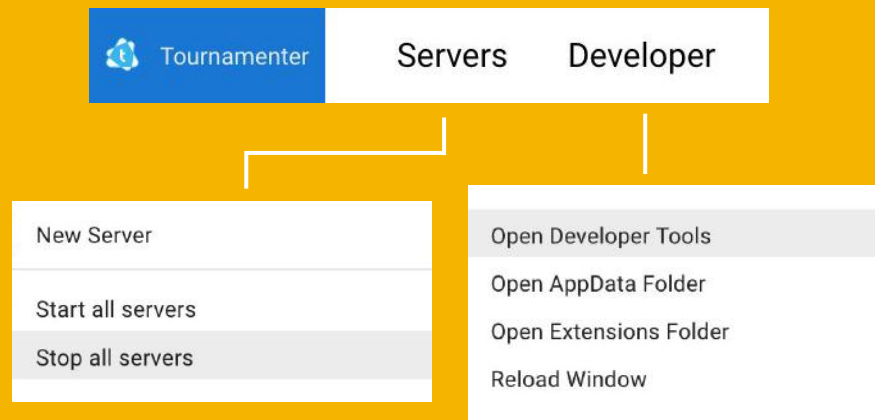 Tournamenter Servers Developer
New Server
Start all servers
Stop all servers
Open Developer Tools
Open AppData Folder
Open Extensions Folder
Reload Window